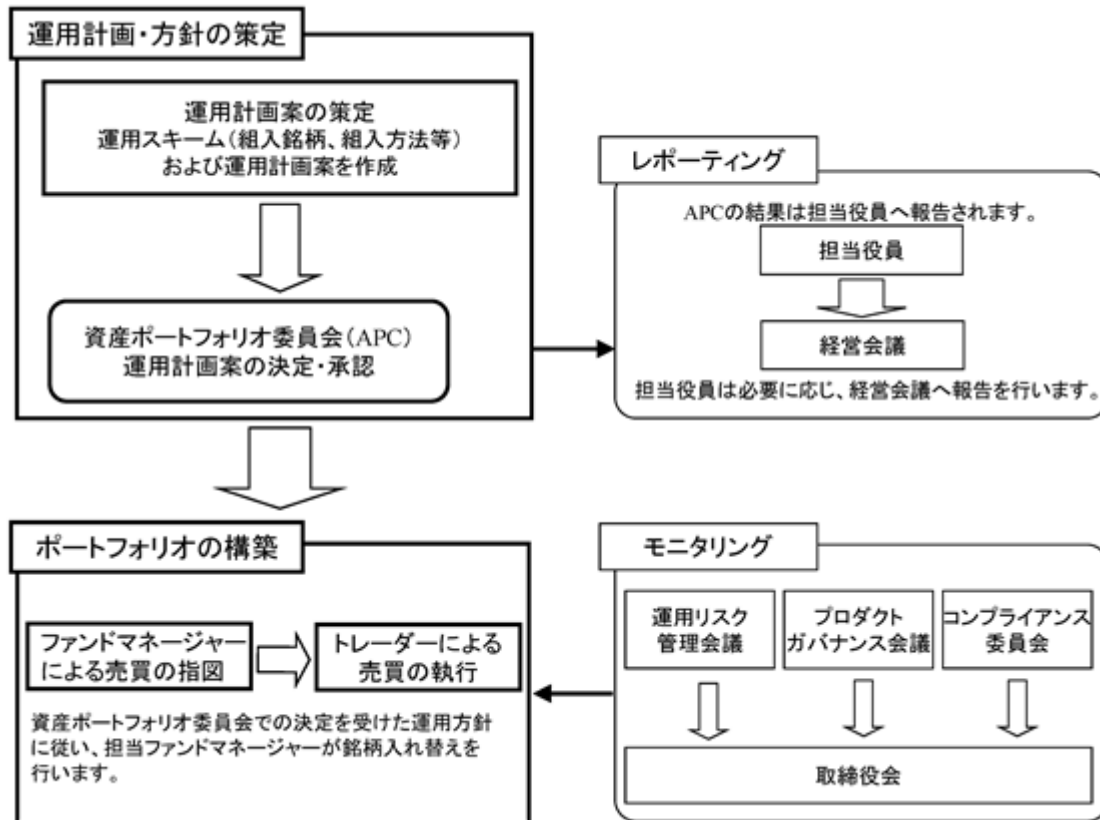 運用計画・方針の策定
運用計画案の策定
運用スキーム(組入銘柄、組入方法等)
および運用計画案を作成
資産ポートフォリオ委員会(APC)
運用計画案の決定・承認
レポーティング
APCの結果は担当役員へ報告されます。
担当役員
経営会議
担当役員は必要に応じ、経営会議へ報告を行います。
ポートフォリオの構築
ファンドマネージャー
による売買の指図
トレーダーによる
売買の執行
資産ポートフォリオ委員会での決定を受けた運用方針
に従い、担当ファンドマネージャーが銘柄入れ替えを
行います。
モニタリング
運用リスク
管理会議
プロダクト
ガバナンス会議
コンプライアンス
委員会
取締役会